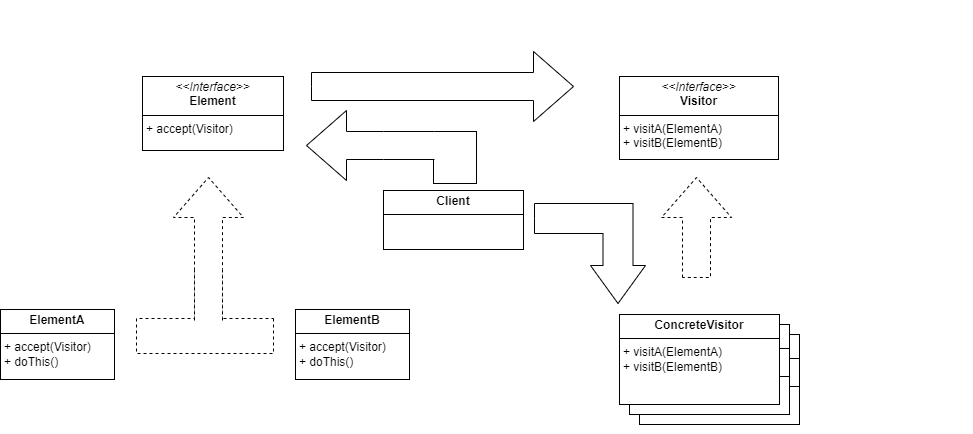 <<Interface>>
Element
+ accept(Visitor)
<<Interface>>
Visitor
+ visitA(ElementA)
+ visitB(ElementB)
Client
ElementA
+ accept(Visitor)
+ doThis()
ElementB
+ accept(Visitor)
+ doThis()
ConcreteVisitor
+ visitA(ElementA)
+ visitB(ElementB)